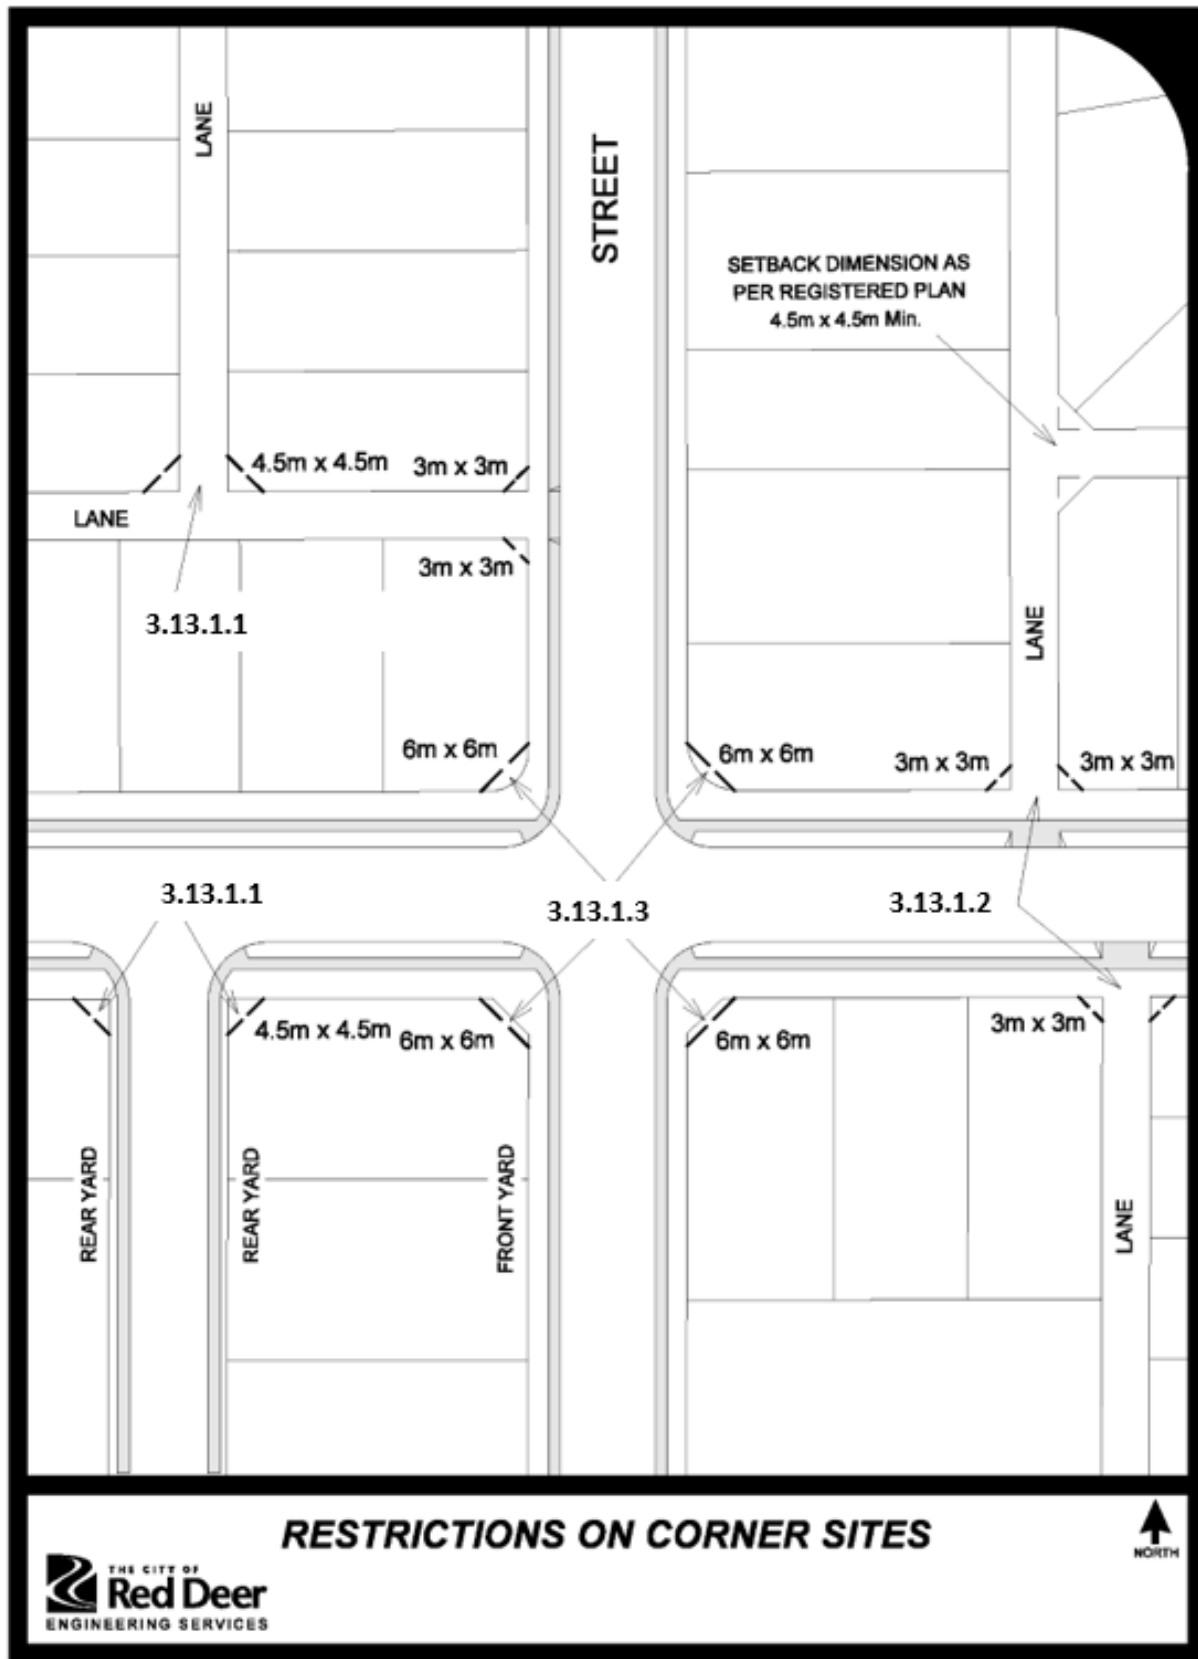 LANE
STREET
SETBACK DIMENSION AS
PER REGISTERED PLAN
4.5m x 4.5m Min.
4.5m x 4.5m
3m x 3m
LANE
3m x 3m
3.13.1.1
LANE
6m x 6m
6m x 6m
3m x 3m
3m x 3m
3.13.1.1
3.13.1.3
3.13.1.2
4.5m x 4.5m
6m x 6m
6m x 6m
3m x 3m
REAR YARD
REAR YARD
FRONT YARD
LANE
RESTRICTIONS ON CORNER SITES
NORTH
THE CITY OF
Red Deer
ENGINEERING SERVICES